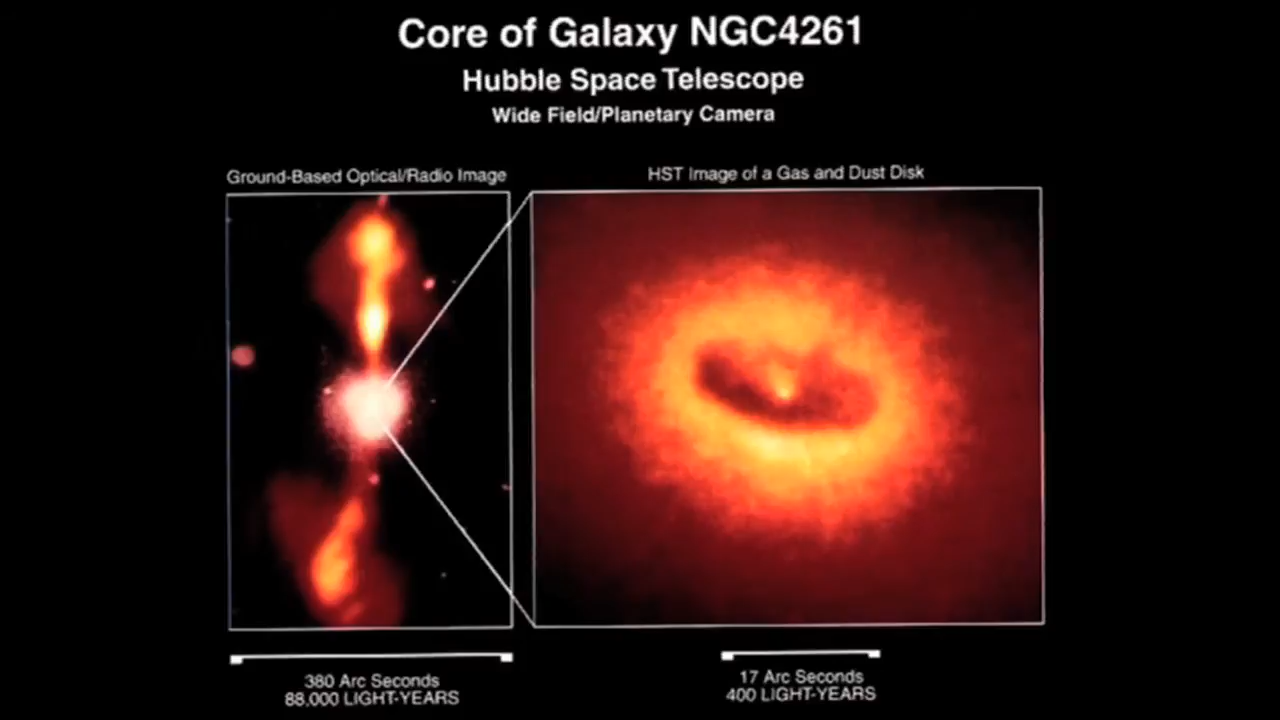 Core of Galaxy NGC4261
Hubble Space Telescope
Wide Field/Planetary Camera
Ground-Based Optical/Radio Image
HST Image of a Gas and Dust Disk
380 Arc Seconds
88,000 LIGHT-YEARS
17 Arc Seconds
400 LIGHT-YEARS